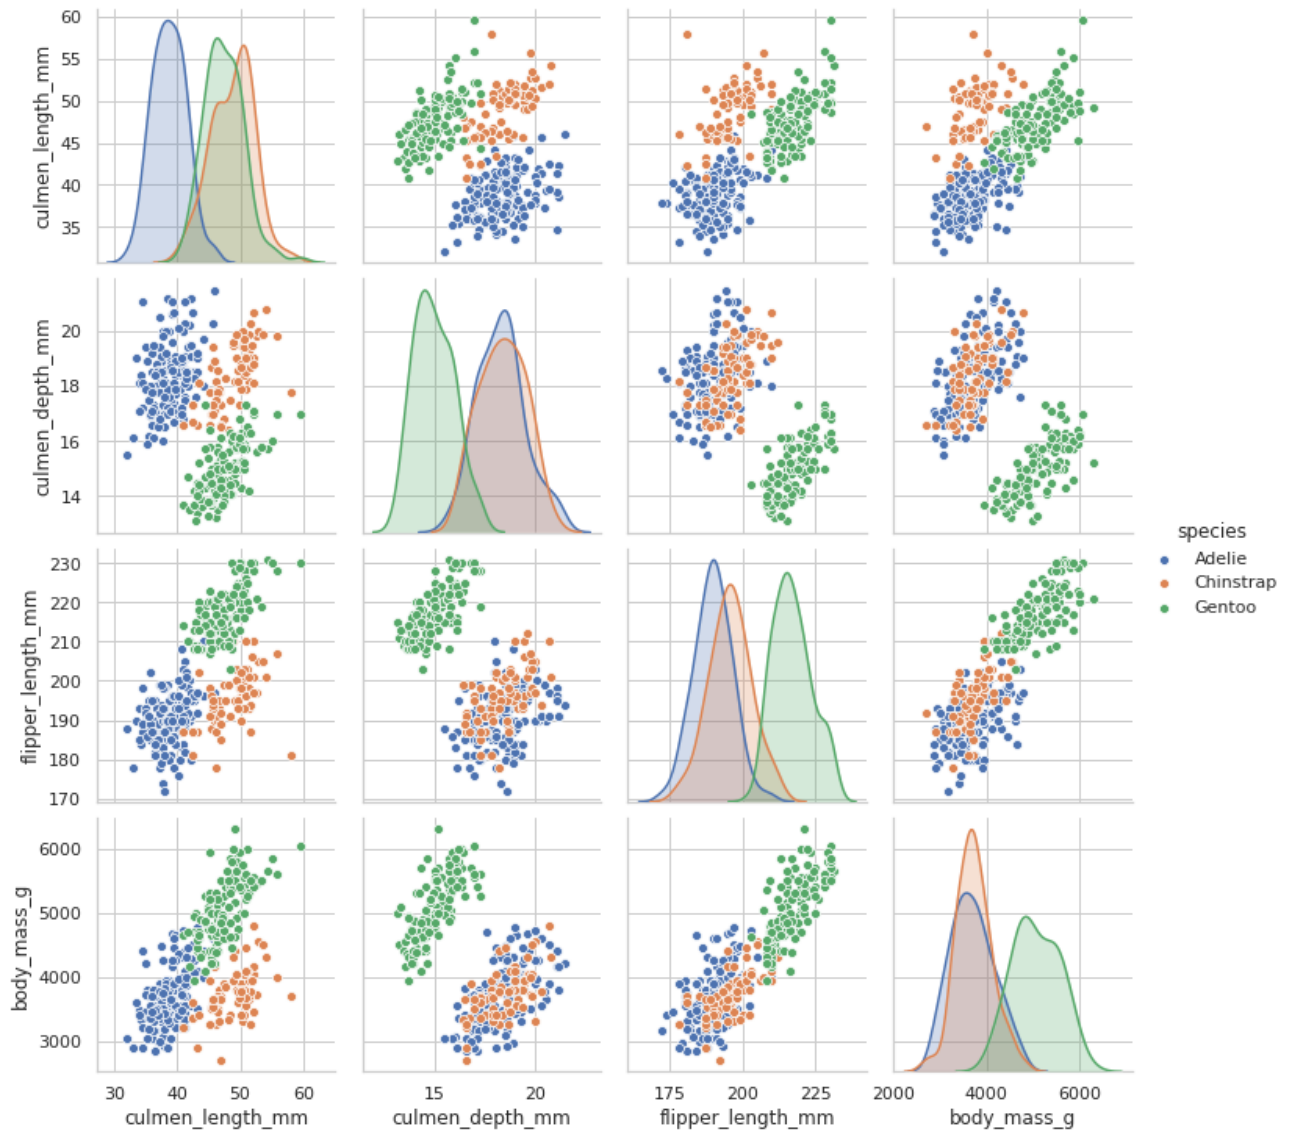 60
55
50
45
40
35
culmen_length_mm
20
18
16
14
culmen_depth_mm
species
Adelie
Chinstrap
Gentoo
230
220
210
200
190
180
170
flipper_length_mm
6000
5000
4000
3000
body_mass_g
30 40 50 60
15 20
175 200 225
2000 4000 6000
culmen_length_mm culmen_depth_mm flipper_length_mm body_mass_g